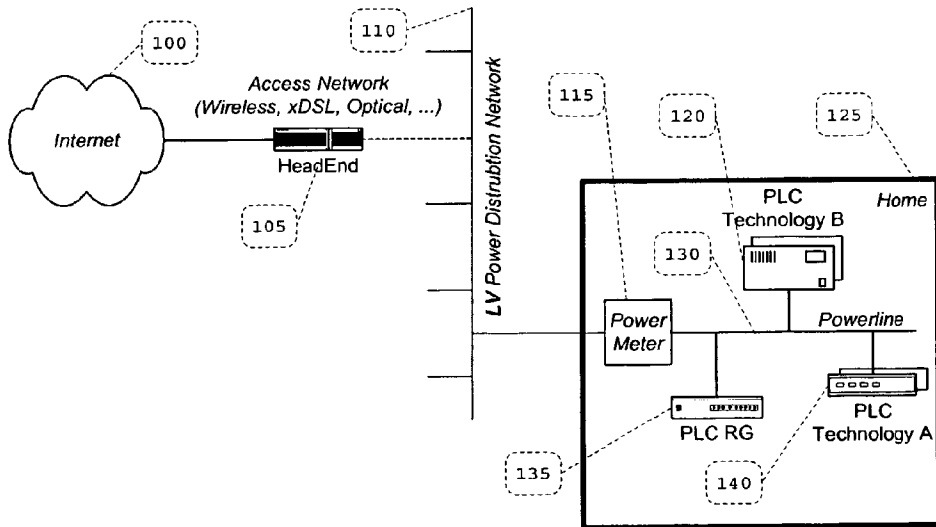 100
110
Access Network
(Wireless, xDSL, Optical, ...)
Internet
HeadEnd
105
LV Power Distrubtion Network
115
120
125
PLC
Technology B
Home
130
Power
Meter
Powerline
PLC RG
PLC
Technology A
135
140